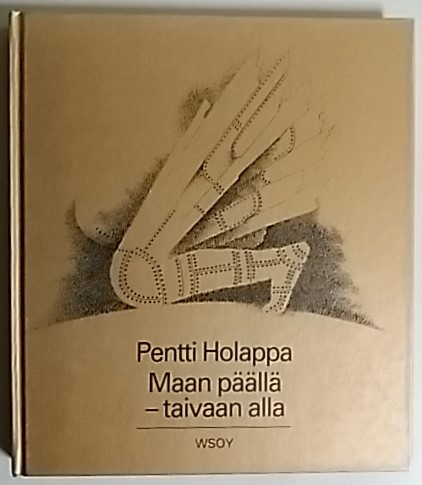 Pentti Holappa
Maan päällä
– taivaan alla
WSOY